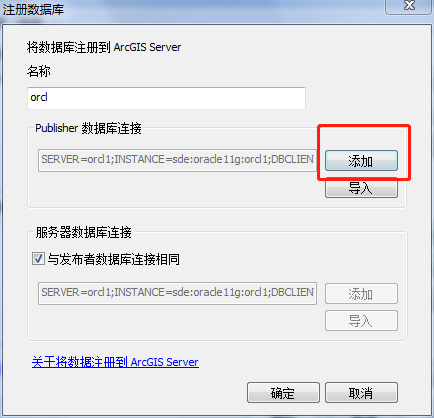 注册数据库
将数据库注册到 ArcGIS Server
名称
orcl
Publisher 数据库连接
SERVER=orcl1;INSTANCE=sde:oracle11g:orcl1;DBCLIEN
添加
导入
服务器数据库连接
与发布者数据库连接相同
SERVER=orcl1;INSTANCE=sde:oracle11g:orcl1;DBCLIEN
添加
导入
关于将数据注册到 ArcGIS Server
确定 取消